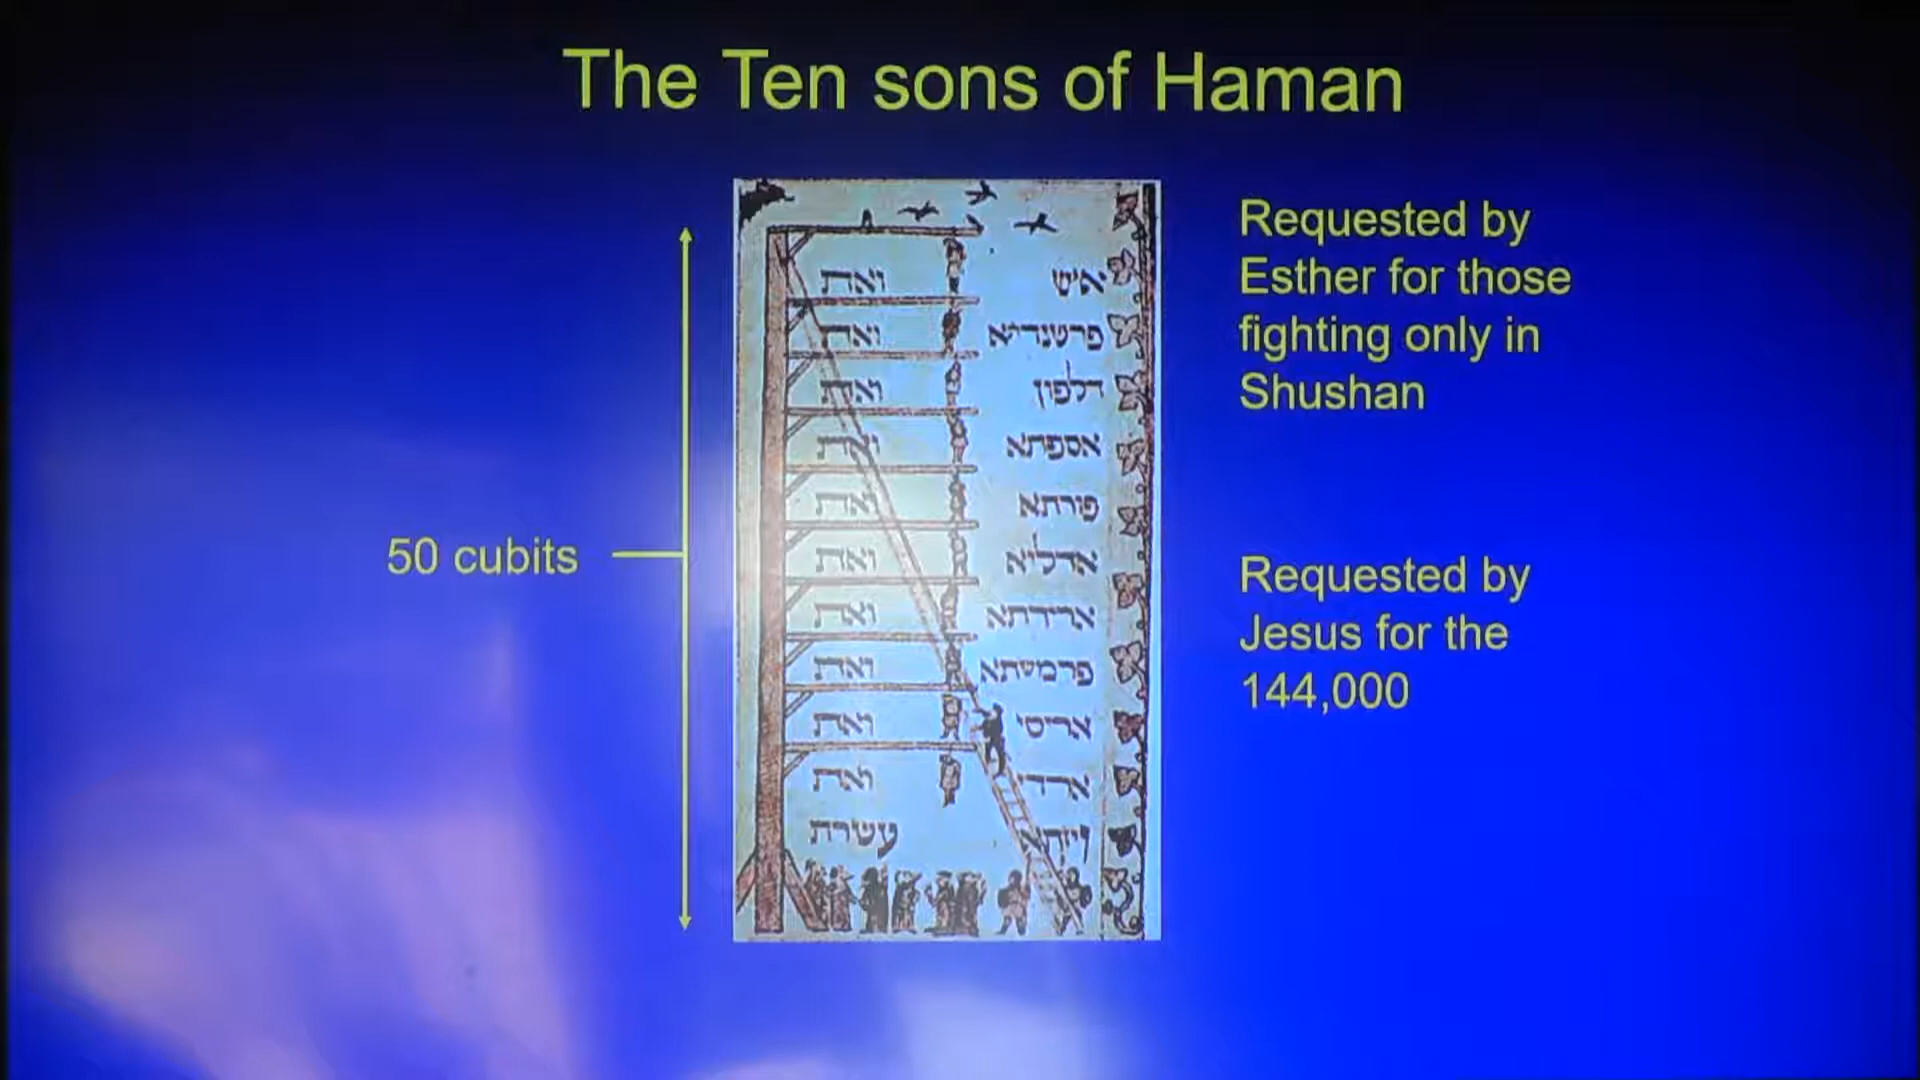 The Ten sons of Haman
50 cubits
איש ואת
פרשנדתא ואת
דלפון ואת
אספתא ואת
פורתא ואת
אדליא ואת
ארידתא ואת
פרמשתא ואת
אריסי ואת
ארידי ואת
ויזתא עשרת
Requested by
Esther for those
fighting only in
Shushan
Requested by
Jesus for the
144,000